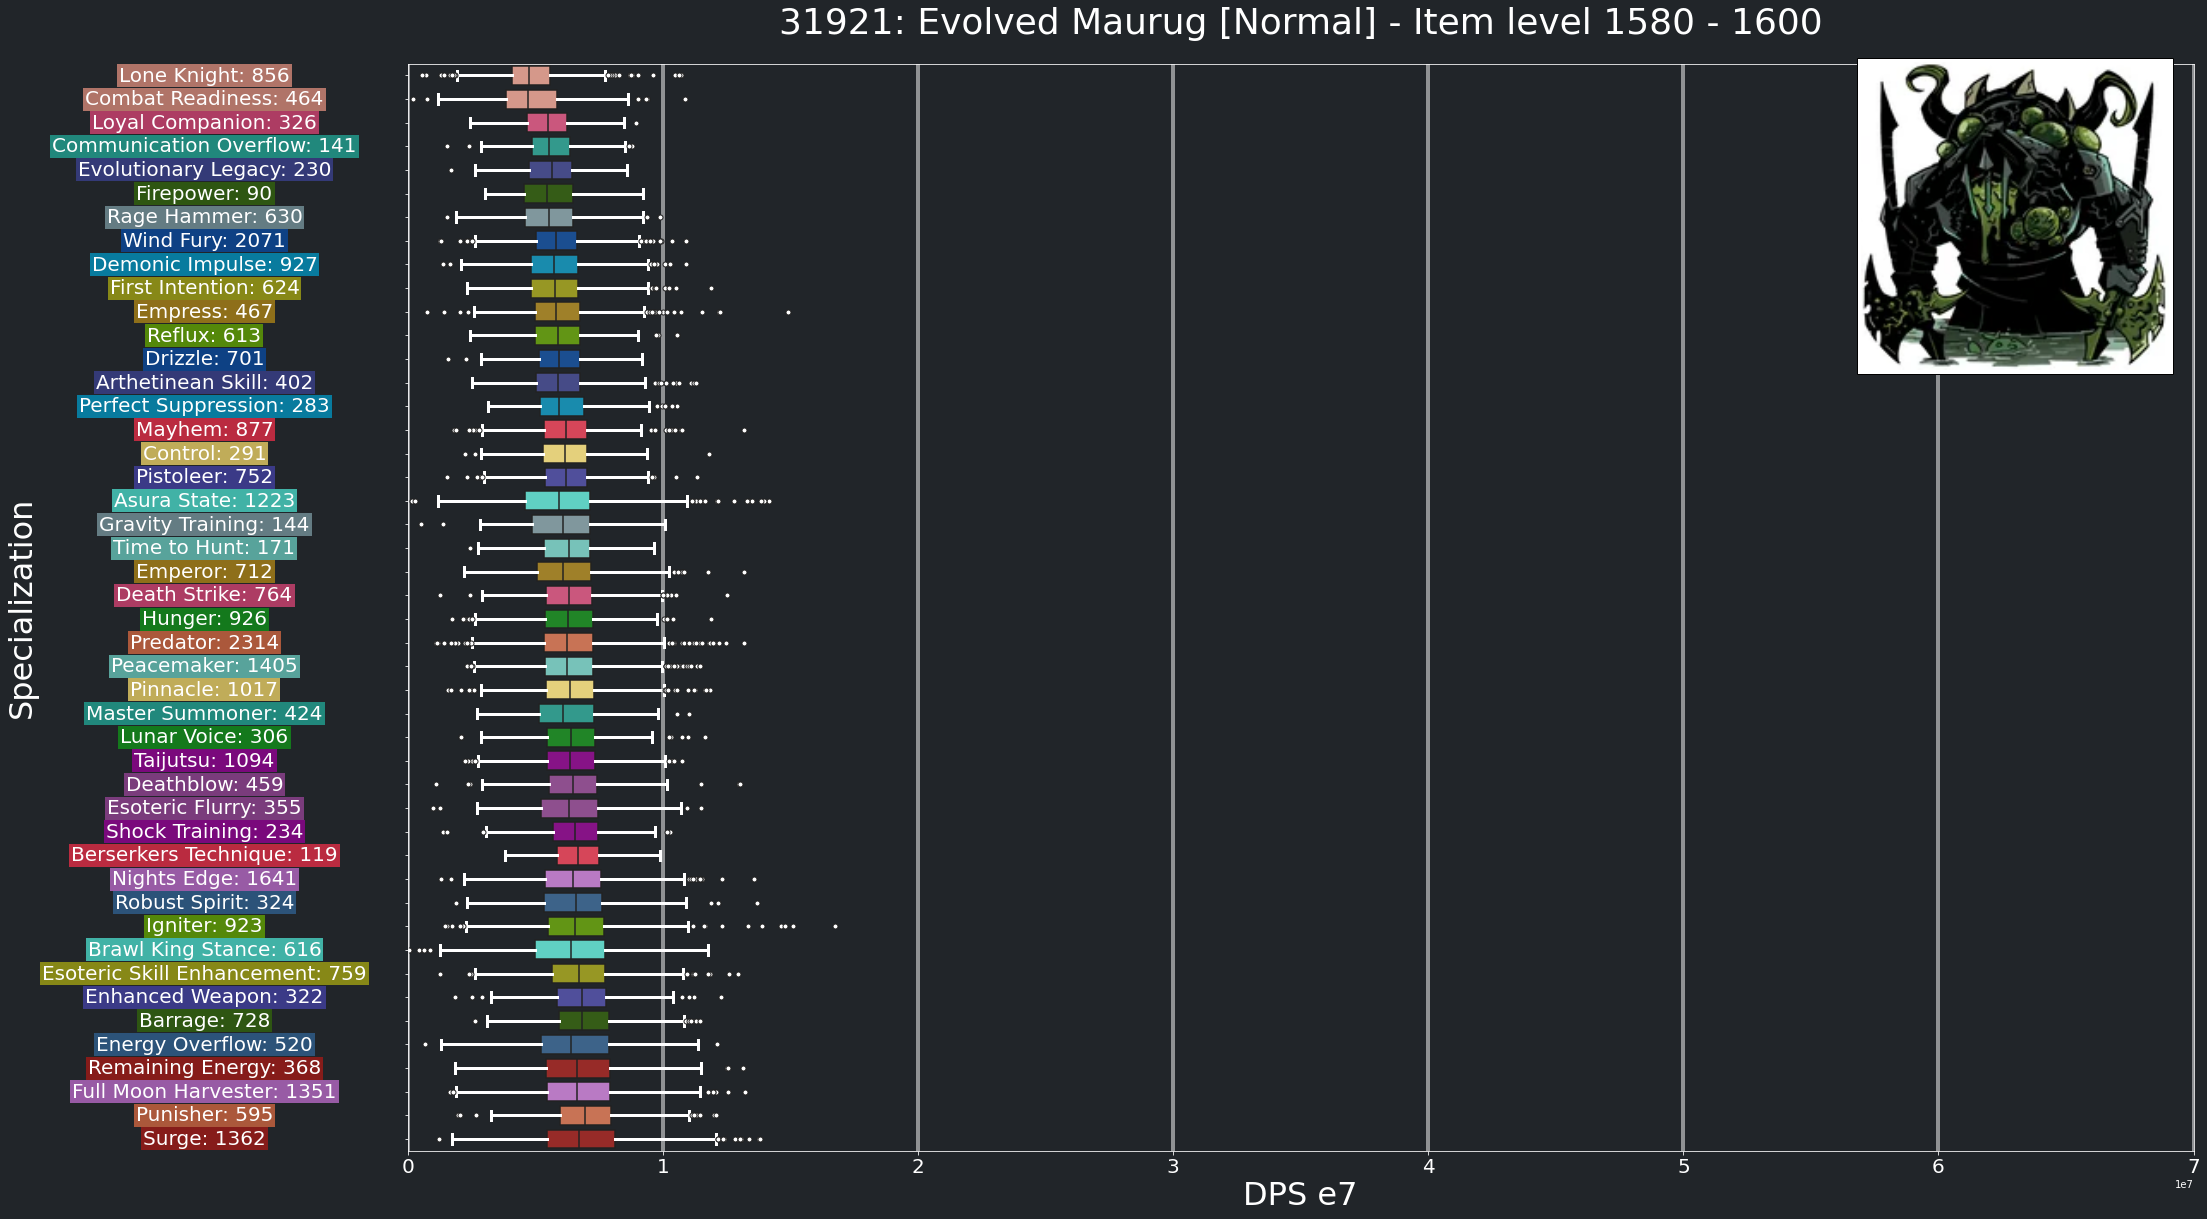 31921: Evolved Maurug [Normal] - Item level 1580 - 1600
Specialization
Lone Knight: 856
Combat Readiness: 464
Loyal Companion: 326
Communication Overflow: 141
Evolutionary Legacy: 230
Firepower: 90
Rage Hammer: 630
Wind Fury: 2071
Demonic Impulse: 927
First Intention: 624
Empress: 467
Reflux: 613
Drizzle: 701
Arthetinean Skill: 402
Perfect Suppression: 283
Mayhem: 877
Control: 291
Pistoleer: 752
Asura State: 1223
Gravity Training: 144
Time to Hunt: 171
Emperor: 712
Death Strike: 764
Hunger: 926
Predator: 2314
Peacemaker: 1405
Pinnacle: 1017
Master Summoner: 424
Lunar Voice: 306
Taijutsu: 1094
Deathblow: 459
Esoteric Flurry: 355
Shock Training: 234
Berserkers Technique: 119
Nights Edge: 1641
Robust Spirit: 324
Igniter: 923
Brawl King Stance: 616
Esoteric Skill Enhancement: 759
Enhanced Weapon: 322
Barrage: 728
Energy Overflow: 520
Remaining Energy: 368
Full Moon Harvester: 1351
Punisher: 595
Surge: 1362
0 1 2 3 4 5 6 7
1e7
DPS e7